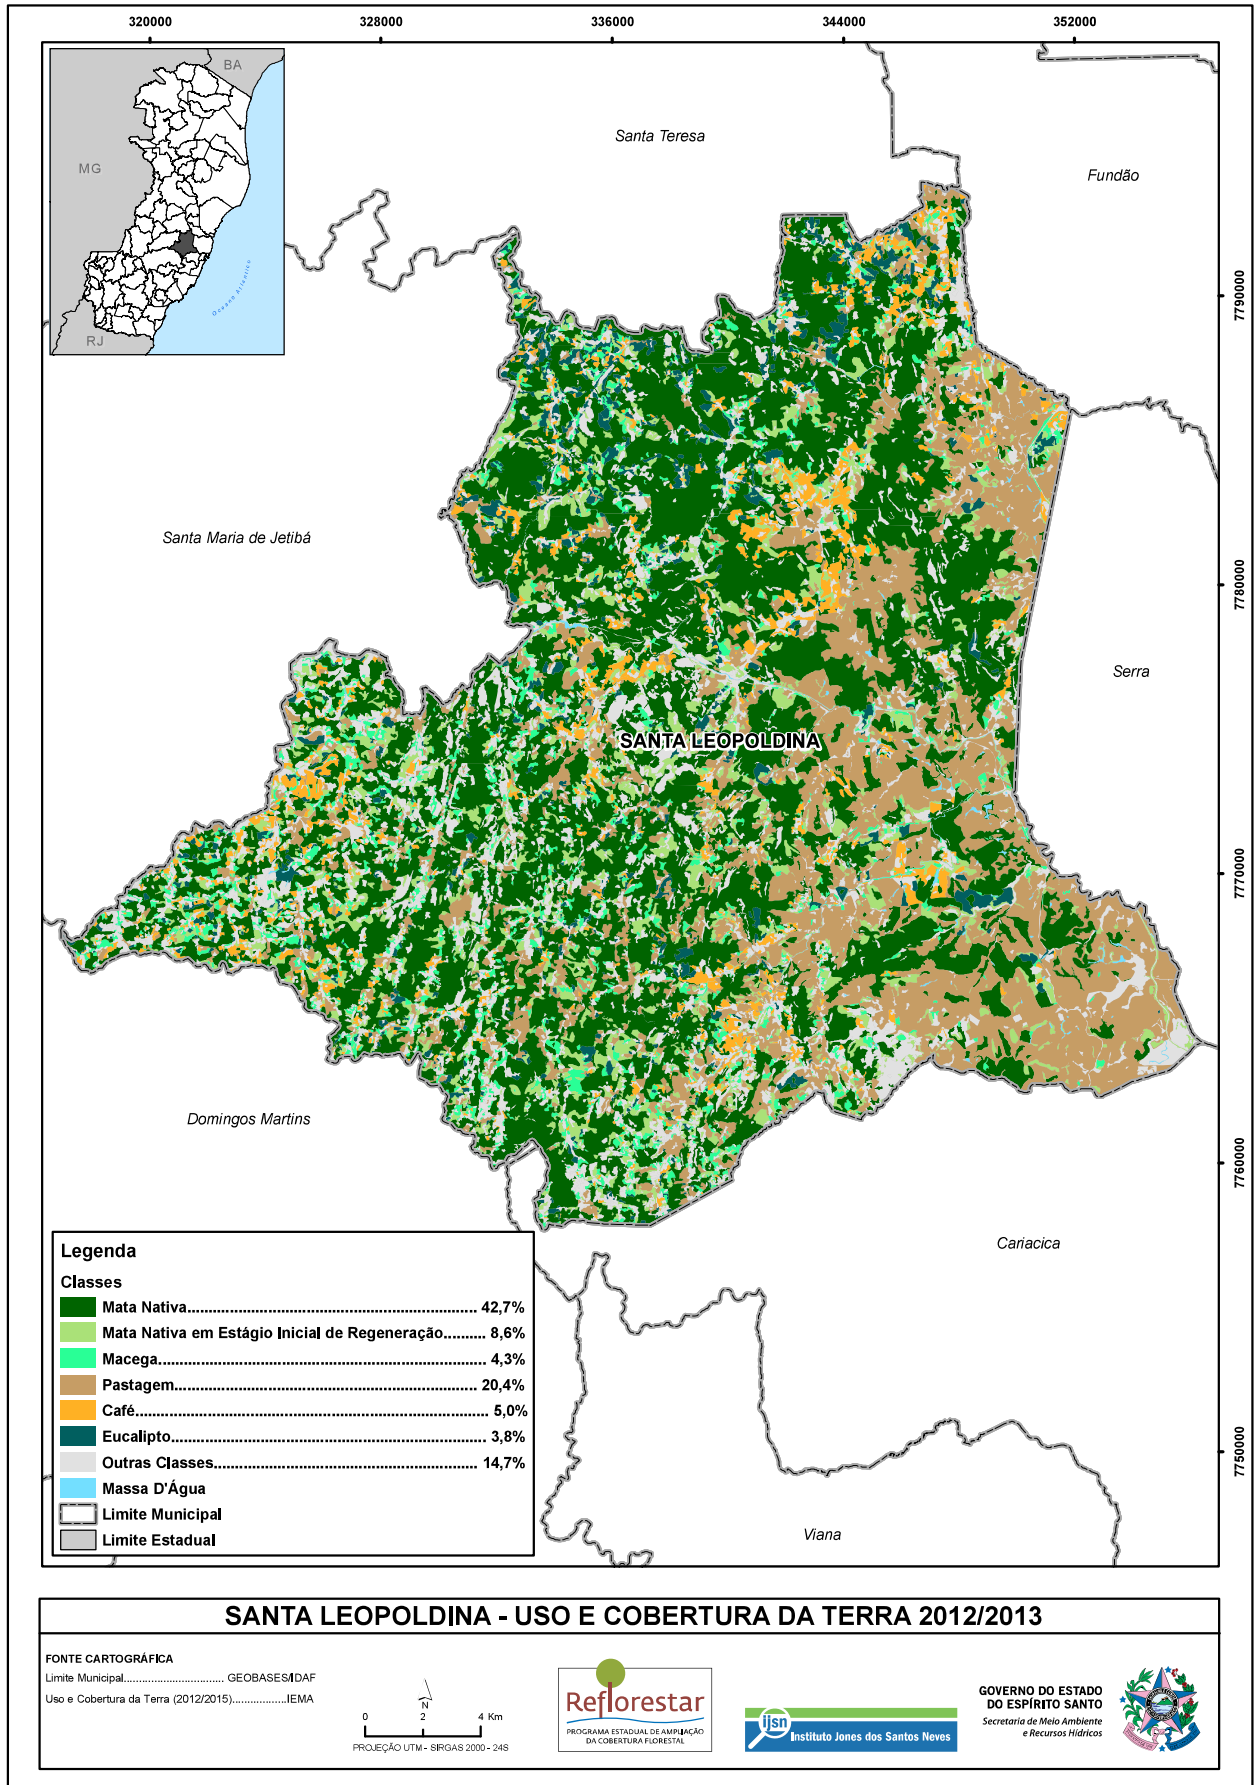 320000 328000 336000 344000 352000
BA
MG
RJ
Oceano Atlântico
Santa Teresa
Fundão
7790000
Santa Maria de Jetibá
7780000
Serra
SANTA LEOPOLDINA
7770000
Domingos Martins
7760000
Cariacica
7750000
Viana
Legenda
Classes
Mata Nativa 42,7%
Mata Nativa em Estágio Inicial de Regeneração 8,6%
Macega 4,3%
Pastagem 20,4%
Café 5,0%
Eucalipto 3,8%
Outras Classes 14,7%
Massa D'Água
Limite Municipal
Limite Estadual
SANTA LEOPOLDINA - USO E COBERTURA DA TERRA 2012/2013
FONTE CARTOGRÁFICA
Limite Municipal GEOBASES/IDAF
Uso e Cobertura da Terra (2012/2015) IEMA
N
0 2 4 Km
PROJEÇÃO UTM - SIRGAS 2000 - 24S
Reflorestar
PROGRAMA ESTADUAL DE AMPLIAÇÃO
DA COBERTURA FLORESTAL
ijsn
Instituto Jones dos Santos Neves
GOVERNO DO ESTADO
DO ESPÍRITO SANTO
Secretaria de Meio Ambiente
e Recursos Hídricos